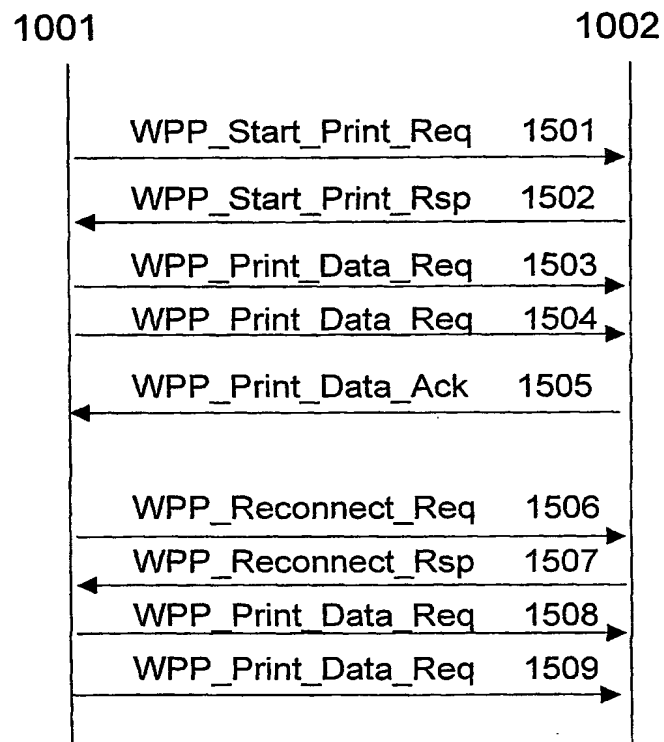 1001 1002
WPP_Start_Print_Req 1501
WPP_Start_Print_Rsp 1502
WPP_Print_Data_Req 1503
WPP_Print_Data_Req 1504
WPP_Print_Data_Ack 1505
WPP_Reconnect_Req 1506
WPP_Reconnect_Rsp 1507
WPP_Print_Data_Req 1508
WPP_Print_Data_Req 1509